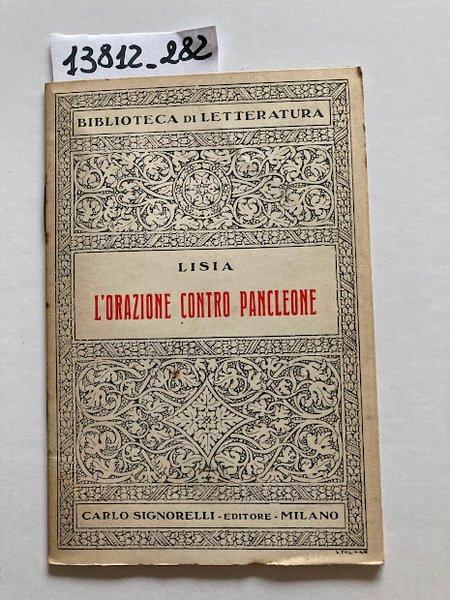 13812_282
BIBLIOTECA DI LETTERATURA
LISIA
L'ORAZIONE CONTRO PANCLEONE
CARLO SIGNORELLI - EDITORE - MILANO